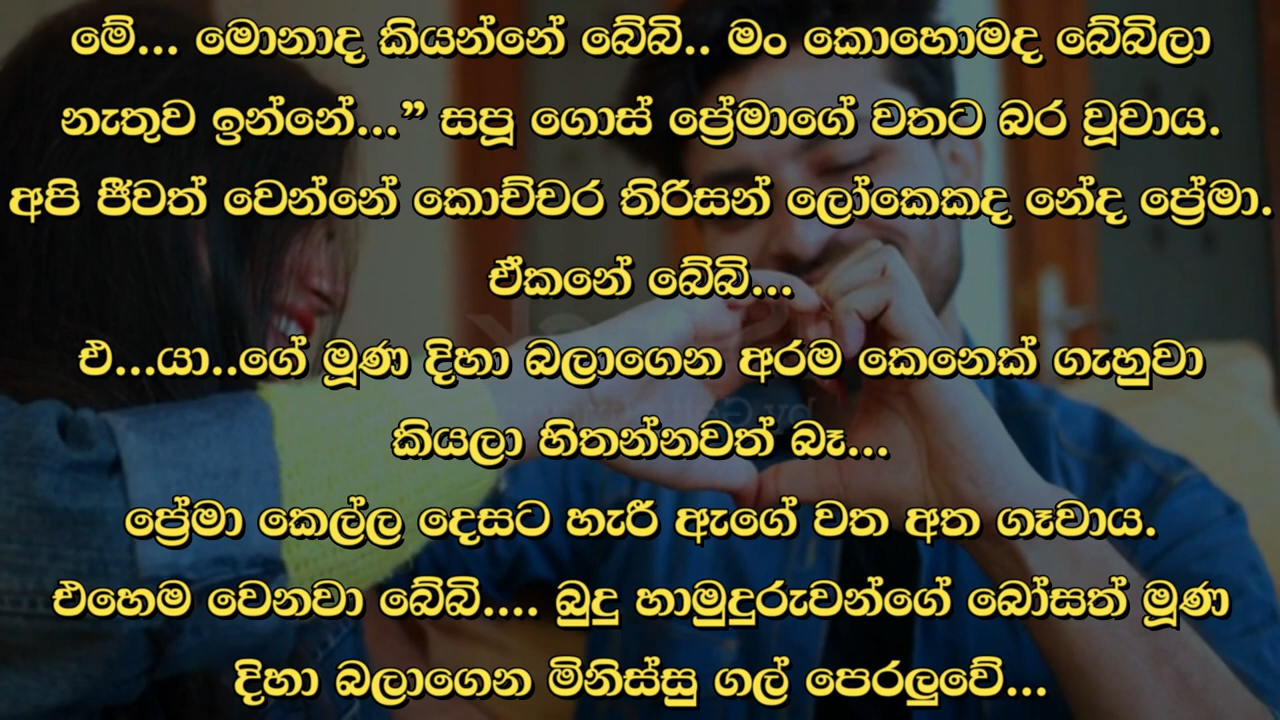 මේ... මොනාද කියන්නේ බේබි.. මං කොහොමද බේබිලා
නැතුව ඉන්නේ...” සපූ ගොස් ප්‍රේමාගේ වතට බර වූවාය.
අපි ජීවත් වෙන්නේ කොච්චර තිරිසන් ලෝකෙකද නේද ප්‍රේමා.
ඒකනේ බේබි...
එ...යා..ගේ මූණ දිහා බලාගෙන අරම කෙනෙක් ගැහුවා
කියලා හිතන්නවත් බෑ...
ප්‍රේමා කෙල්ල දෙසට හැරී ඇගේ වත අත ගෑවාය.
එහෙම වෙනවා බේබි.... බුදු හාමුදුරුවන්ගේ බෝසත් මූණ
දිහා බලාගෙන මිනිස්සු ගල් පෙරලුවේ...